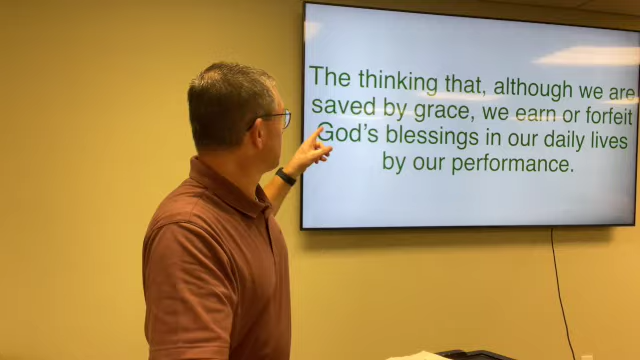 The thinking that, although we are
saved by grace, we earn or forfeit
God's blessings in our daily lives
by our performance.